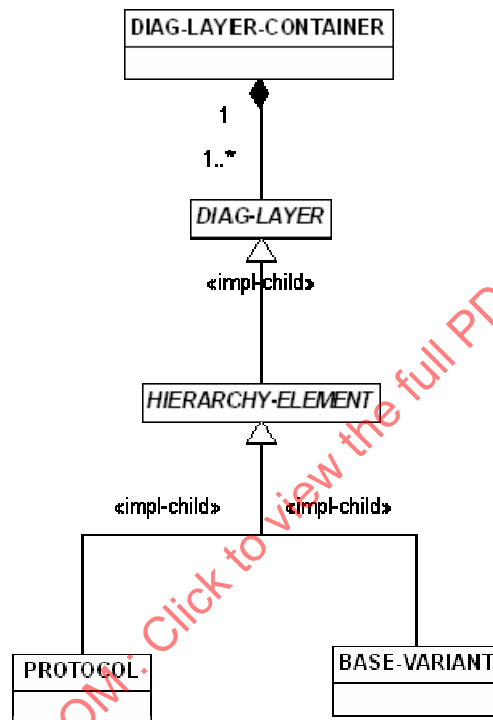 DIAG-LAYER-CONTAINER
1
1..*
DIAG-LAYER
«impl-child»
HIERARCHY-ELEMENT
«impl-child» «impl-child»
PROTOCOL
BASE-VARIANT
OM : Click to view the full PD